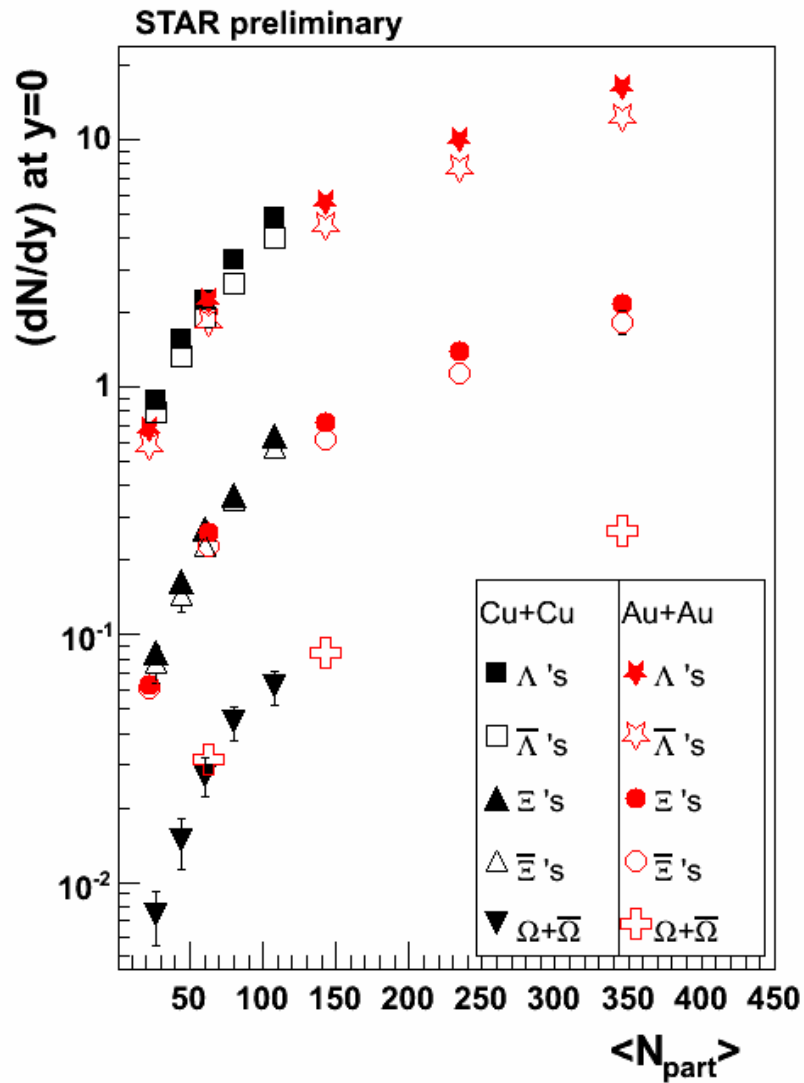 STAR preliminary
(dN/dy) at y=0
10
1
10⁻¹
10⁻²
Cu+Cu Au+Au
Λ 's Λ 's
Λ̅ 's Λ̅ 's
Ξ 's Ξ 's
Ξ̅ 's Ξ̅ 's
Ω+Ω̅ Ω+Ω̅
50 100 150 200 250 300 350 400 450
<N_part>